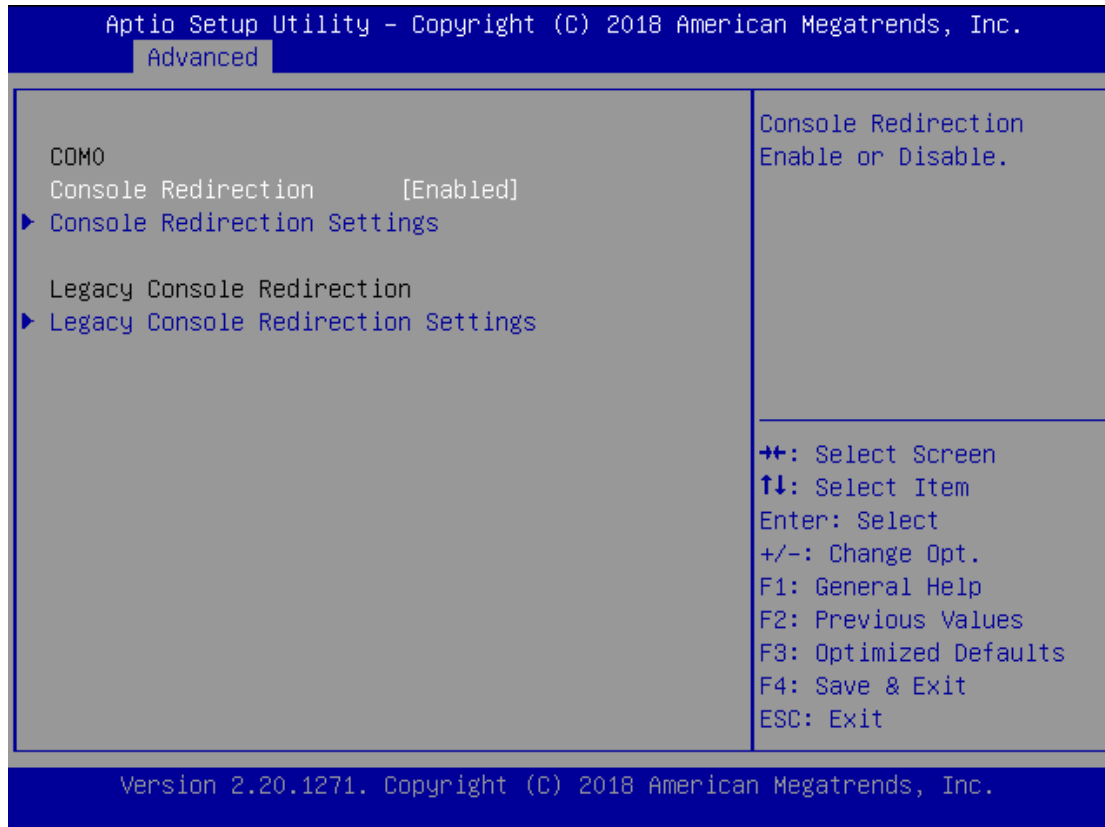 Aptio Setup Utility – Copyright (C) 2018 American Megatrends, Inc.
Advanced
COM0
Console Redirection [Enabled]
Console Redirection Settings
Legacy Console Redirection
Legacy Console Redirection Settings
Console Redirection
Enable or Disable.
→←: Select Screen
↑↓: Select Item
Enter: Select
+/-: Change Opt.
F1: General Help
F2: Previous Values
F3: Optimized Defaults
F4: Save & Exit
ESC: Exit
Version 2.20.1271. Copyright (C) 2018 American Megatrends, Inc.